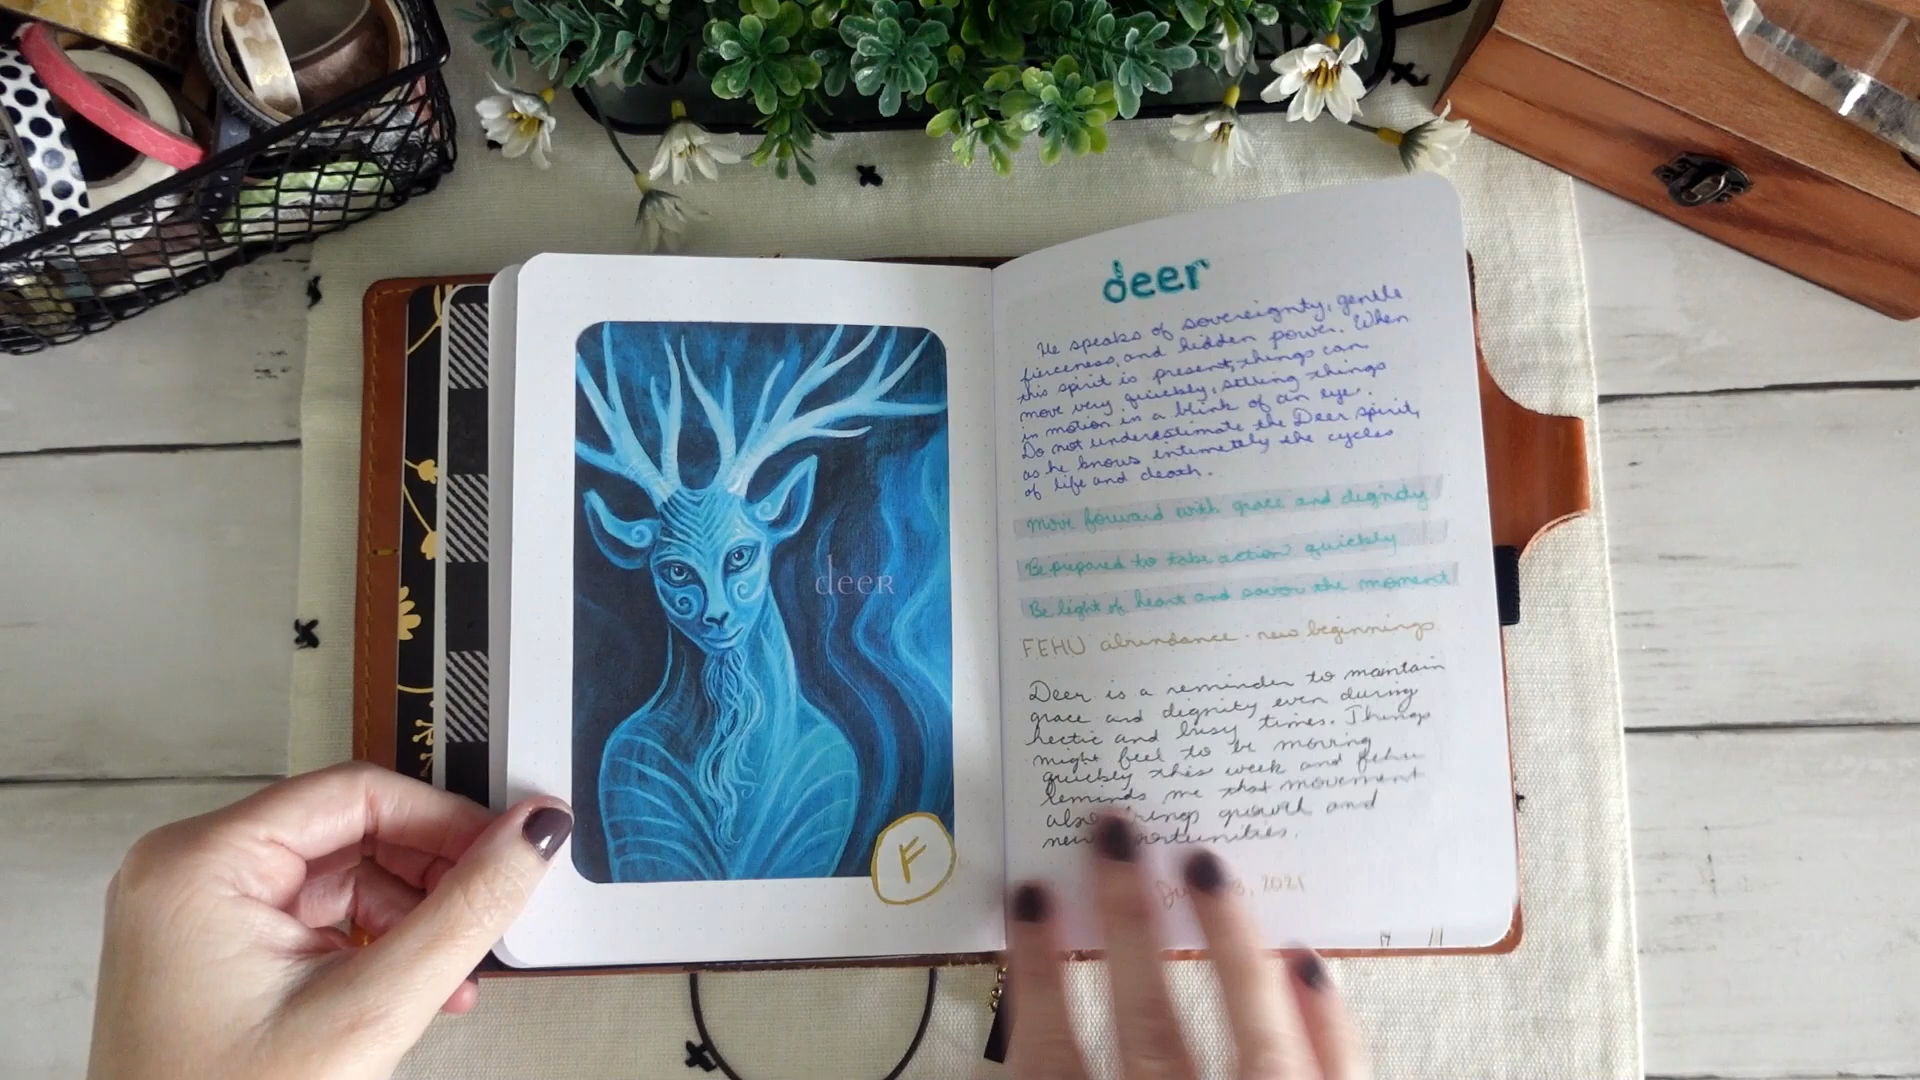 deer
F
deer
He speaks of sovereignty, gentle
fierceness, and hidden power. When
this spirit is present, things can
move very quickly, setting things
in motion in a blink of an eye.
Do not underestimate the Deer spirit,
as he knows intimetely the cycles
of life and death.
Move forward with grace and dignity
Be prepared to take action quickly
Be light of heart and savor the moment
FEHU abundance · new beginnings
Deer is a reminder to maintain
grace and dignity even during
hectic and busy times. Things
might feel to be moving
quickly this week and fehu
reminds me that movement
also brings growth and
new opportunities.
2021